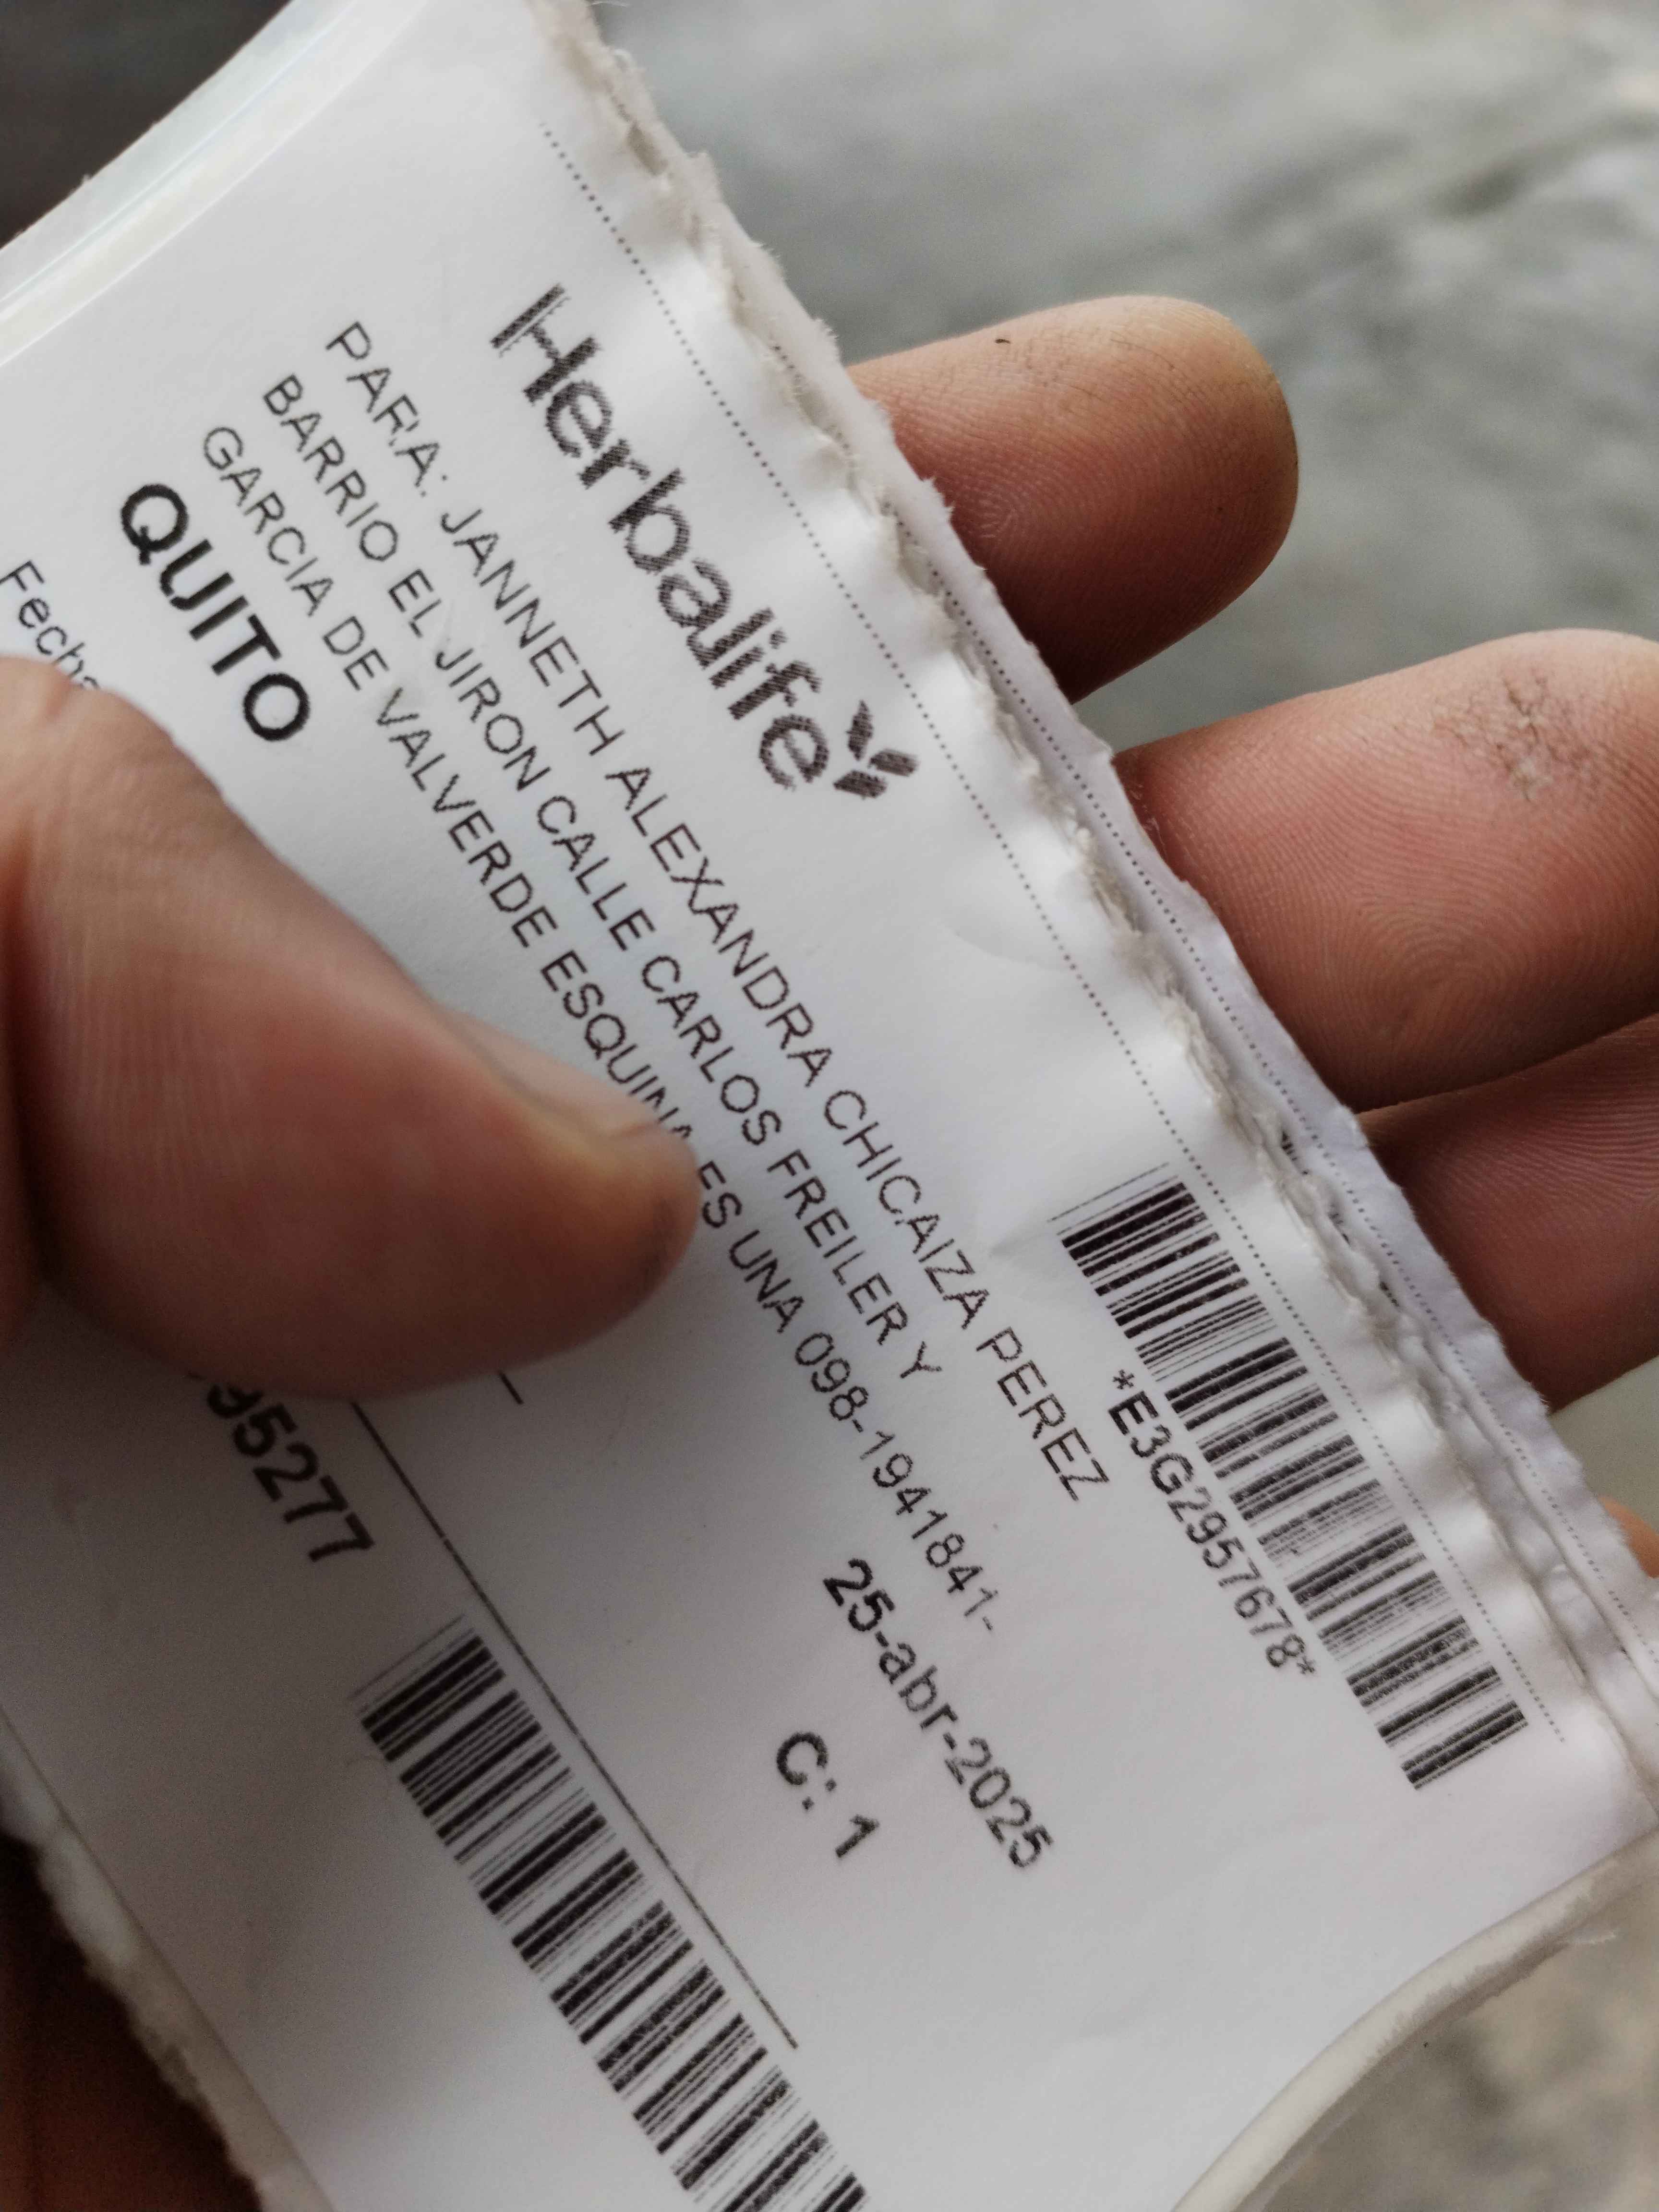 Herbalife
*E3G2957678*
PARA: JANNETH ALEXANDRA CHICAIZA PEREZ
BARRIO EL JIRON CALLE CARLOS FREILER Y
GARCIA DE VALVERDE ESQUINA ES UNA 098-1941841-
QUITO
25-abr-2025
C: 1
Fecha
95277